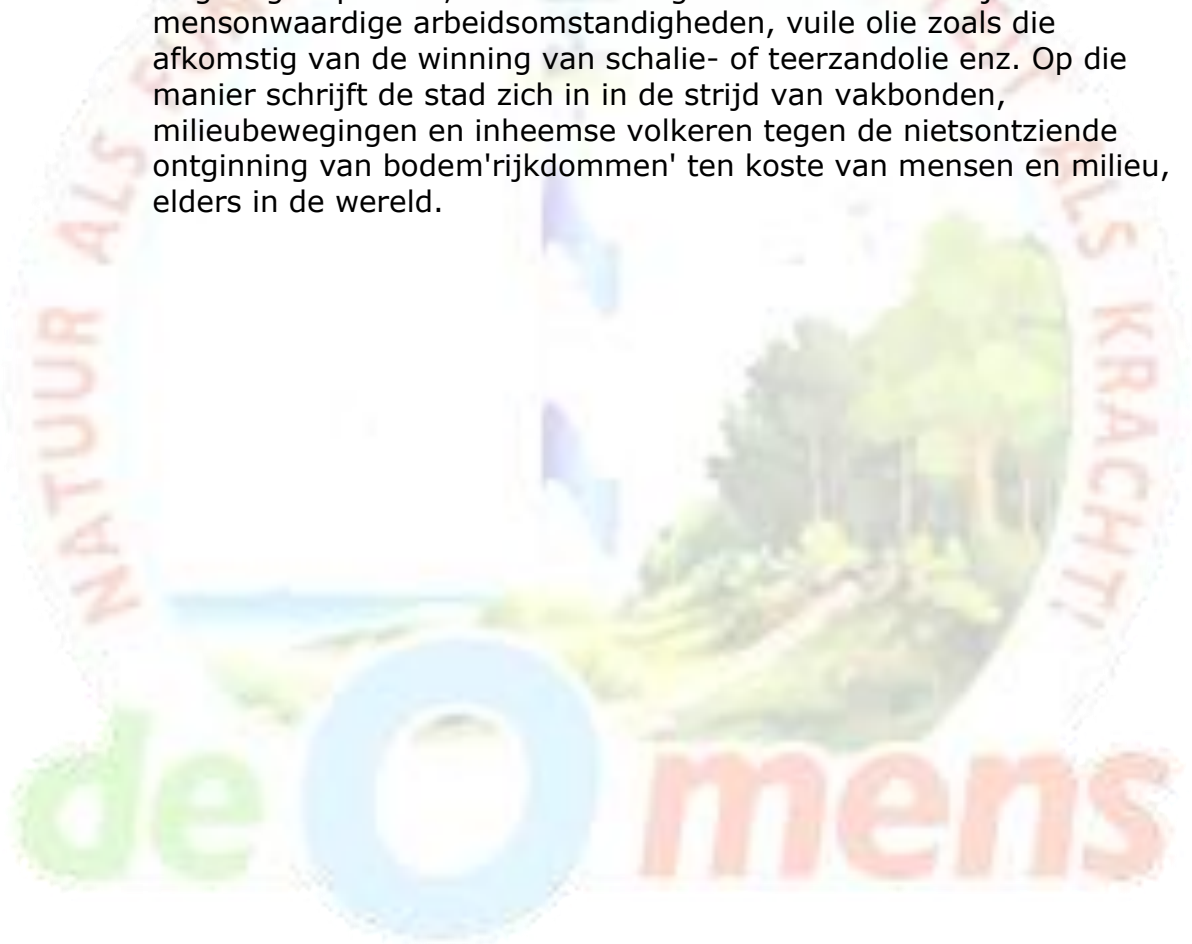 mensonwaardige arbeidsomstandigheden, vuile olie zoals die
afkomstig van de winning van schalie- of teerzandolie enz. Op die
manier schrijft de stad zich in in de strijd van vakbonden,
milieubewegingen en inheemse volkeren tegen de nietsontziende
ontginning van bodem'rijkdommen' ten koste van mensen en milieu,
elders in de wereld.
NATUUR ALS
ALS KRACHT!
de O mens